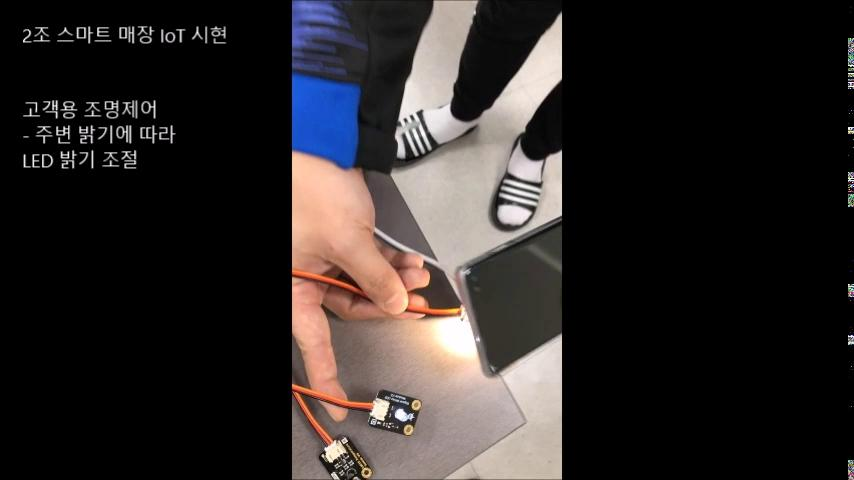 2조 스마트 매장 IoT 시현
고객용 조명제어
- 주변 밝기에 따라
LED 밝기 조절